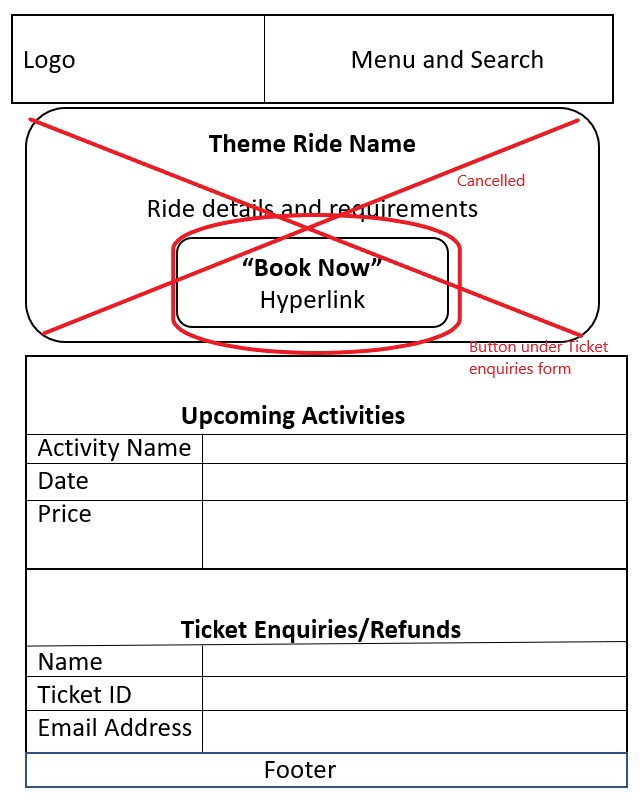 Logo
Menu and Search
Theme Ride Name
Cancelled
Ride details and requirements
“Book Now”
Hyperlink
Button under Ticket
enquiries form
Upcoming Activities
Activity Name
Date
Price
Ticket Enquiries/Refunds
Name
Ticket ID
Email Address
Footer